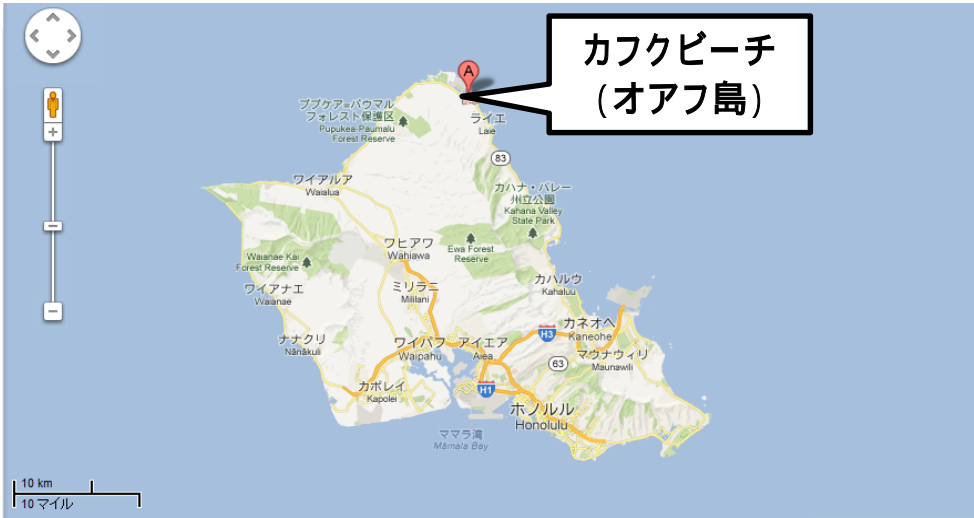 カフクビーチ
(オアフ島)
A
ププケア=パウマル
フォレスト保護区
Pupukea-Paumalu
Forest Reserve
ライエ
Laie
83
ワイアルア
Waialua
カハナ・バレー
州立公園
Kahana Valley
State Park
ワヒアワ
Wahiawa
Ewa Forest
Reserve
Waianae Kai
Forest Reserve
ワイアナエ
Waianae
ミリラニ
Mililani
カハルウ
Kahaluu
ナナクリ
Nānākuli
ワイパフ
Waipahu
アイエア
Aiea
H3
カネオヘ
Kaneohe
63
マウナウィリ
Maunawili
カポレイ
Kapolei
H1
ホノルル
Honolulu
ママラ湾
Māmala Bay
10 km
10 マイル